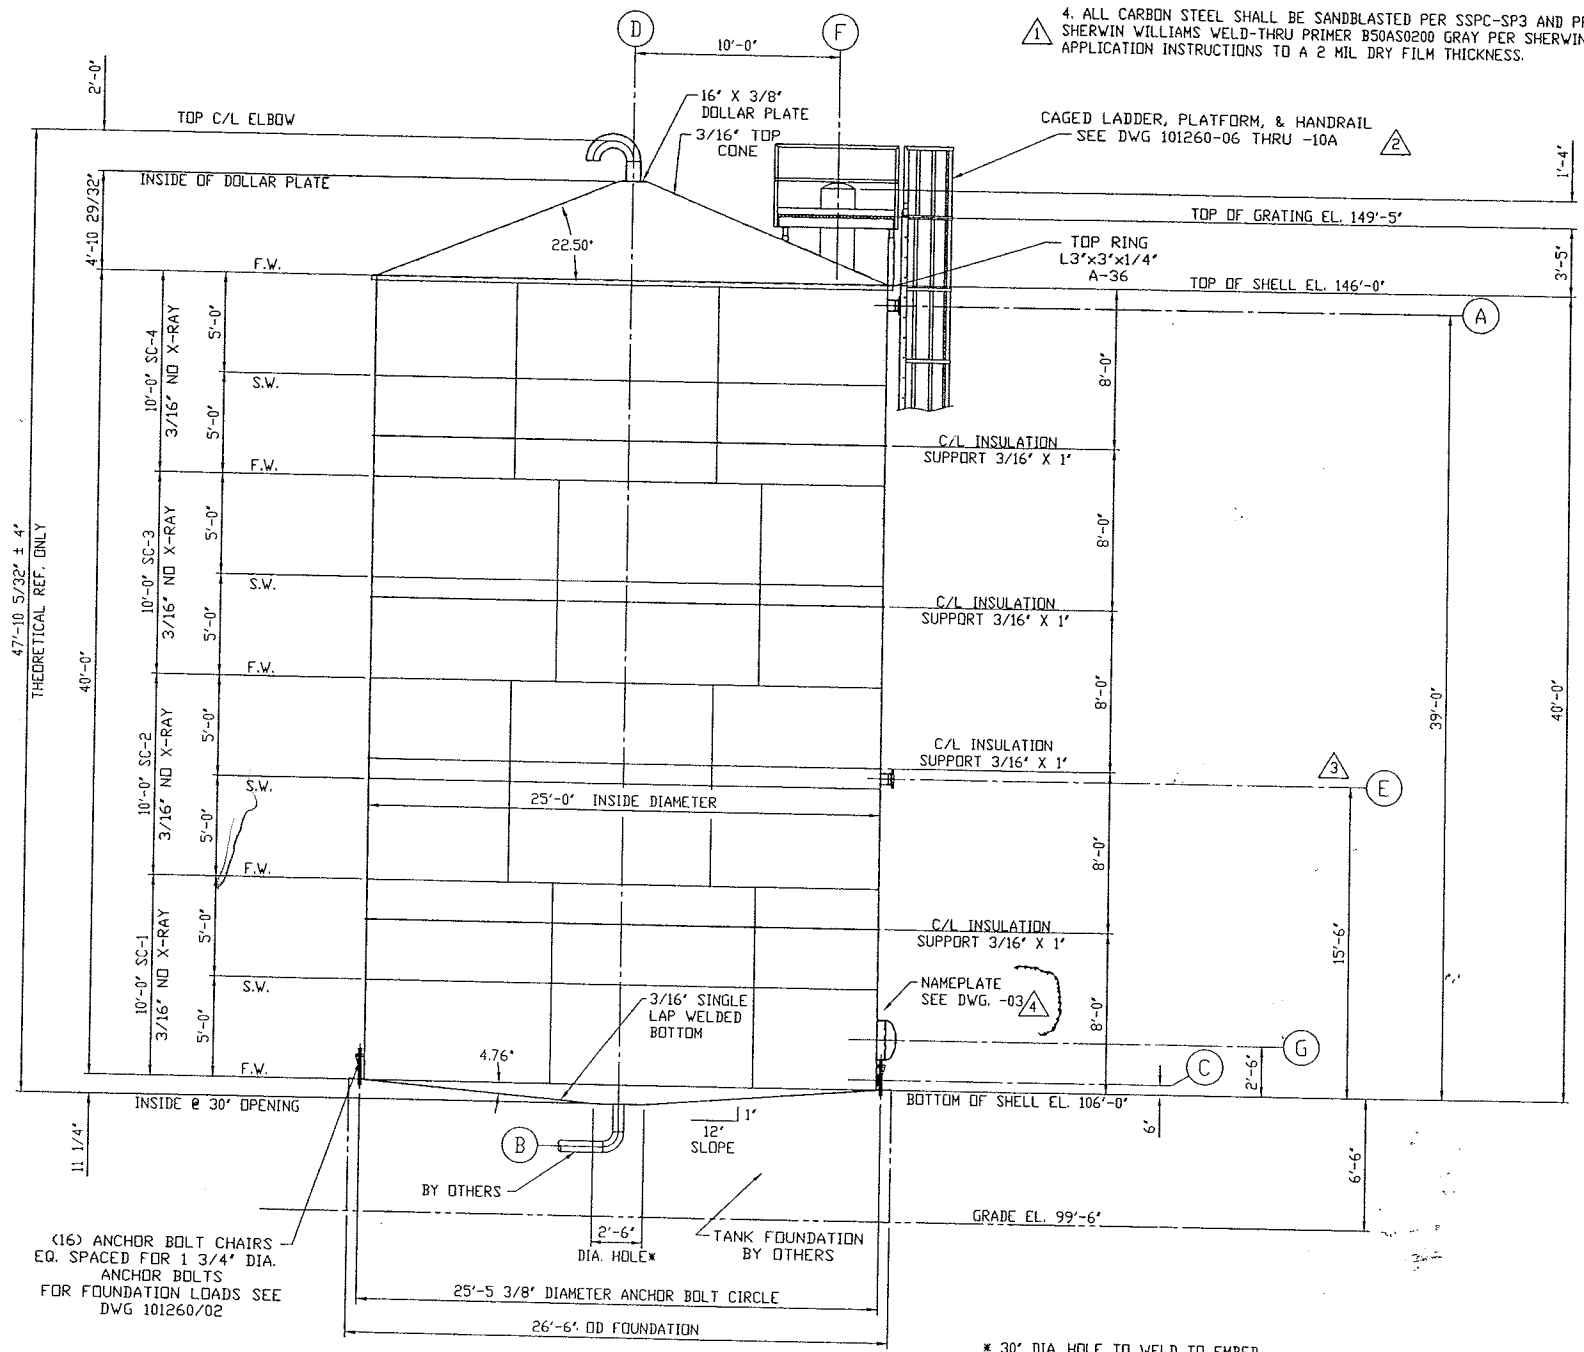 4. ALL CARBON STEEL SHALL BE SANDBLASTED PER SSPC-SP3 AND
SHERWIN WILLIAMS WELD-THRU PRIMER B50AS0200 GRAY PER SHERWIN
APPLICATION INSTRUCTIONS TO A 2 MIL DRY FILM THICKNESS.
1
D
F
10'-0"
2'-0"
TOP C/L ELBOW
16" X 3/8"
DOLLAR PLATE
3/16" TOP
CONE
CAGED LADDER, PLATFORM, & HANDRAIL
SEE DWG 101260-06 THRU -10A
2
1'-4"
INSIDE OF DOLLAR PLATE
4'-10 29/32"
22.50°
TOP OF GRATING EL. 149'-5"
TOP RING
L3"x3"x1/4"
A-36
3'-5"
F.W.
TOP OF SHELL EL. 146'-0"
A
10'-0" SC-4
3/16" NO X-RAY
5'-0"
S.W.
5'-0"
8'-0"
C/L INSULATION
SUPPORT 3/16" X 1"
F.W.
10'-0" SC-3
3/16" NO X-RAY
5'-0"
S.W.
5'-0"
8'-0"
C/L INSULATION
SUPPORT 3/16" X 1"
F.W.
47'-10 5/32" ± 4"
THEORETICAL REF. ONLY
40'-0"
10'-0" SC-2
3/16" NO X-RAY
5'-0"
S.W.
5'-0"
8'-0"
C/L INSULATION
SUPPORT 3/16" X 1"
39'-0"
40'-0"
3
E
25'-0" INSIDE DIAMETER
8'-0"
F.W.
10'-0" SC-1
3/16" NO X-RAY
5'-0"
S.W.
5'-0"
C/L INSULATION
SUPPORT 3/16" X 1"
15'-6"
NAMEPLATE
SEE DWG. -03
4
8'-0"
3/16" SINGLE
LAP WELDED
BOTTOM
4.76°
G
C
2'-6"
F.W.
INSIDE @ 30" OPENING
BOTTOM OF SHELL EL. 106'-0"
6"
11 1/4"
1"
12"
SLOPE
B
BY OTHERS
6'-6"
GRADE EL. 99'-6"
2'-6"
DIA. HOLE*
TANK FOUNDATION
BY OTHERS
(16) ANCHOR BOLT CHAIRS
EQ. SPACED FOR 1 3/4" DIA.
ANCHOR BOLTS
FOR FOUNDATION LOADS SEE
DWG 101260/02
25'-5 3/8" DIAMETER ANCHOR BOLT CIRCLE
26'-6" OD FOUNDATION
* 30" DIA. HOLE TO WELD TO EMBED